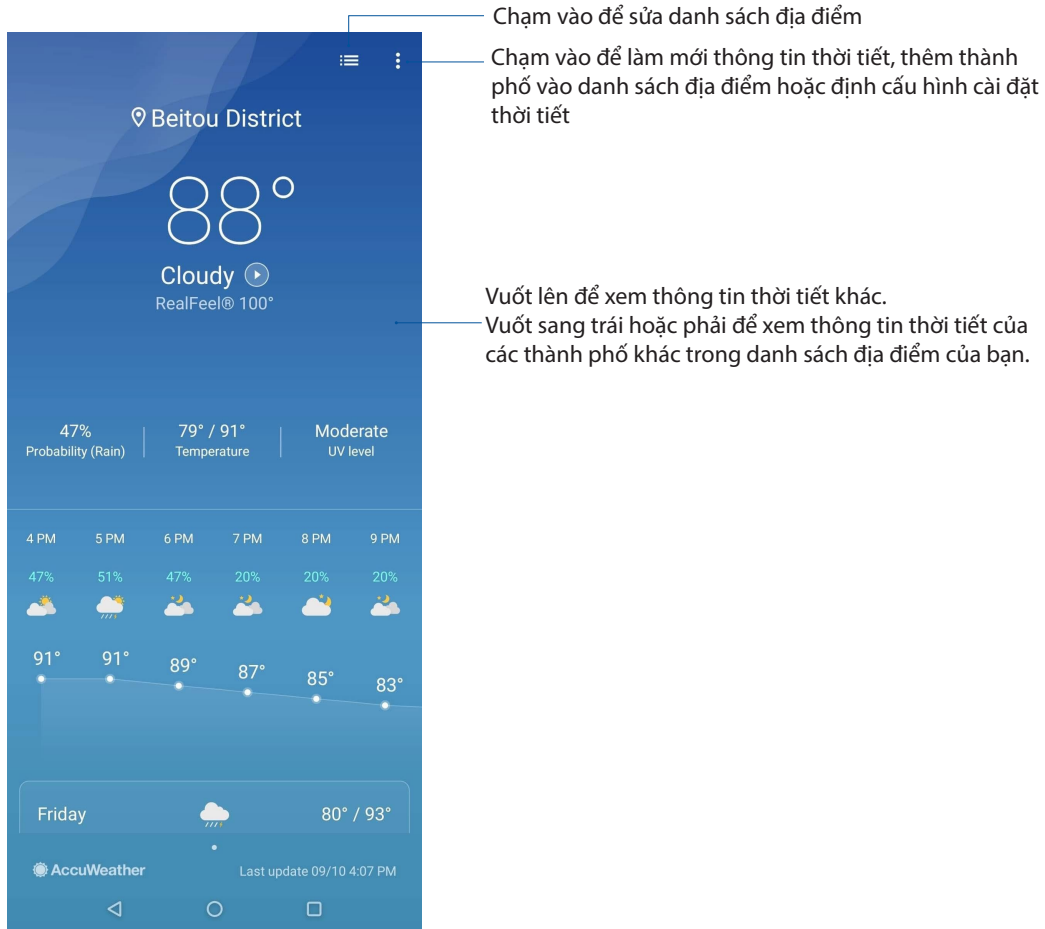 Chạm vào để sửa danh sách địa điểm
Chạm vào để làm mới thông tin thời tiết, thêm thành
phố vào danh sách địa điểm hoặc định cấu hình cài đặt
thời tiết
Beitou District
88°
Cloudy
RealFeel® 100°
Vuốt lên để xem thông tin thời tiết khác.
Vuốt sang trái hoặc phải để xem thông tin thời tiết của
các thành phố khác trong danh sách địa điểm của bạn.
47% 79° / 91° Moderate
Probability (Rain) Temperature UV level
4 PM 5 PM 6 PM 7 PM 8 PM 9 PM
47% 51% 47% 20% 20% 20%
91° 91° 89° 87° 85° 83°
Friday 80° / 93°
AccuWeather Last update 09/10 4:07 PM